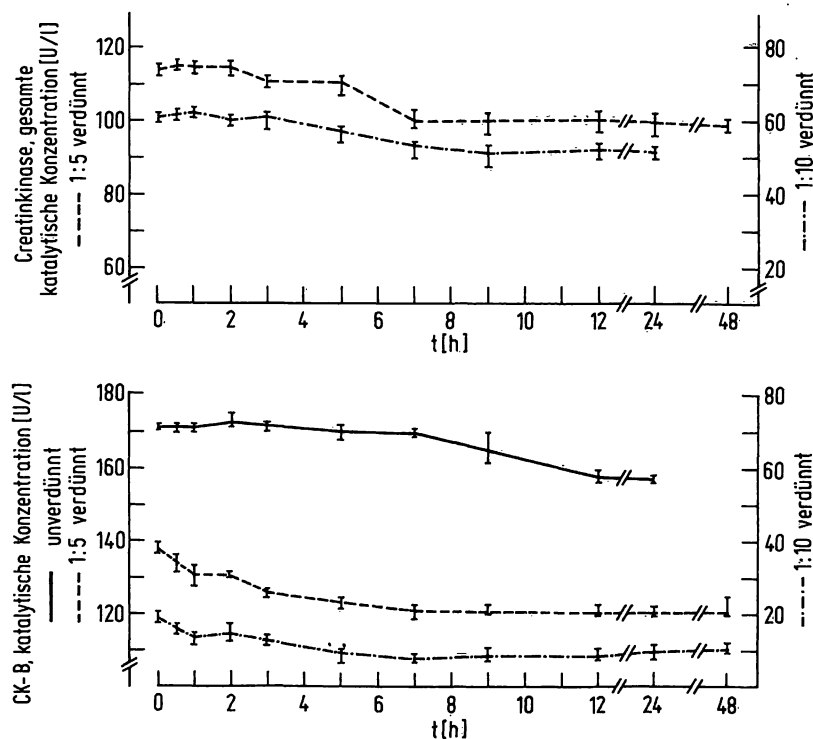 Creatinkinase, gesamte
katalytische Konzentration [U/l]
1:5 verdünnt
120
100
80
60
80
60
40
20
1:10 verdünnt
0 2 4 6 8 10 12 24 48
t[h]
CK-B, katalytische Konzentration [U/l]
unverdünnt
1:5 verdünnt
180
160
140
120
80
60
40
20
1:10 verdünnt
0 2 4 6 8 10 12 24 48
t[h]